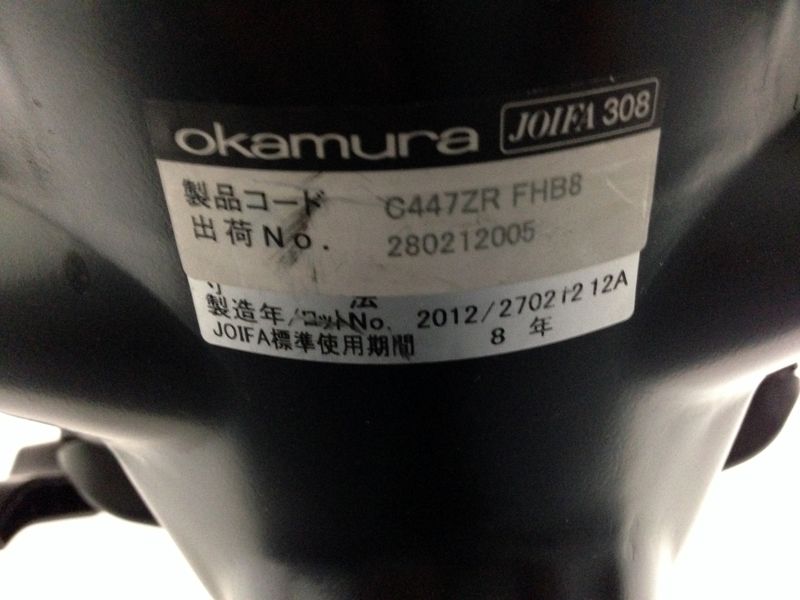 okamura JOIFA 308
製品コード C447ZR FHB8
出荷No. 280212005
寸 法
製造年/ロットNo. 2012/270212 12A
JOIFA標準使用期間 8 年